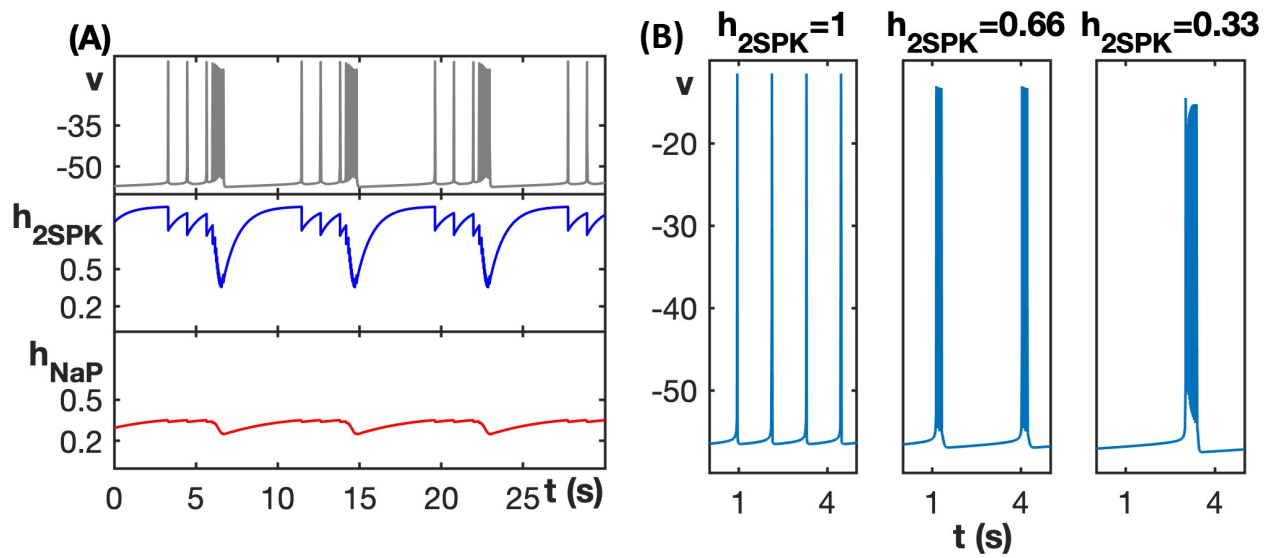 (A)
v
-35
-50
h2SPK
0.5
0.2
hNaP
0.5
0.2
0 5 10 15 20 25 t (s)
(B)
h2SPK=1 h2SPK=0.66 h2SPK=0.33
v
-20
-30
-40
-50
1 4 1 4 1 4
t (s)